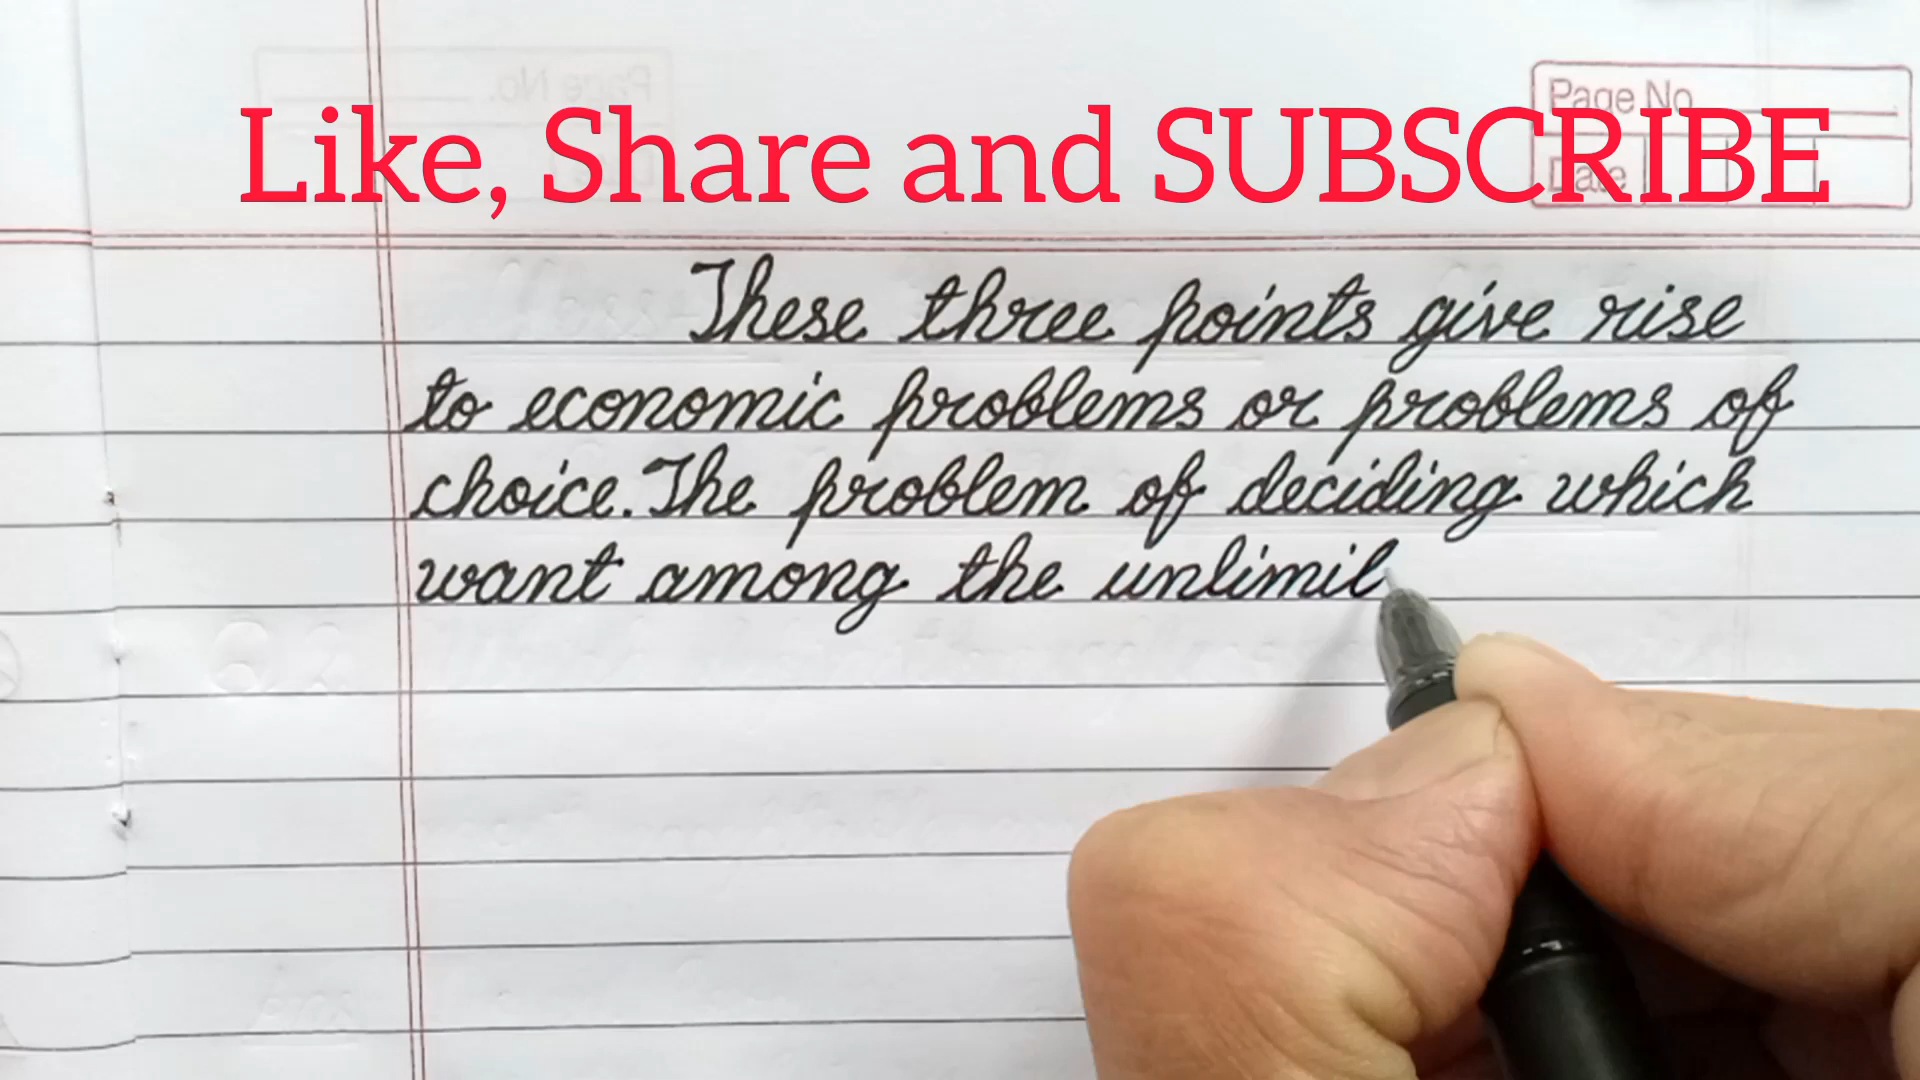 Page No.
Like, Share and SUBSCRIBE
Date
These three points give rise
to economic problems or problems of
choice. The problem of deciding which
want among the unlimit